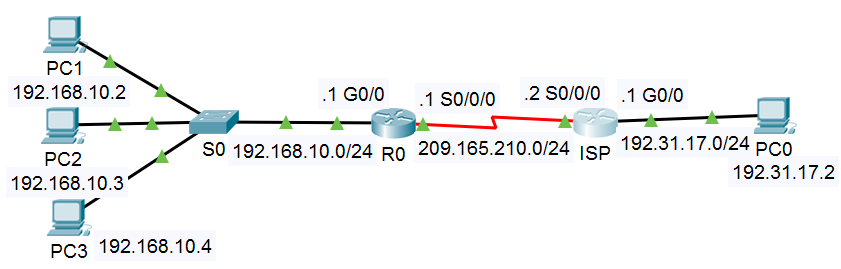 PC1
192.168.10.2
PC2
192.168.10.3
PC3
192.168.10.4
S0
192.168.10.0/24
.1 G0/0
R0
.1 S0/0/0
209.165.210.0/24
.2 S0/0/0
ISP
.1 G0/0
192.31.17.0/24
PC0
192.31.17.2